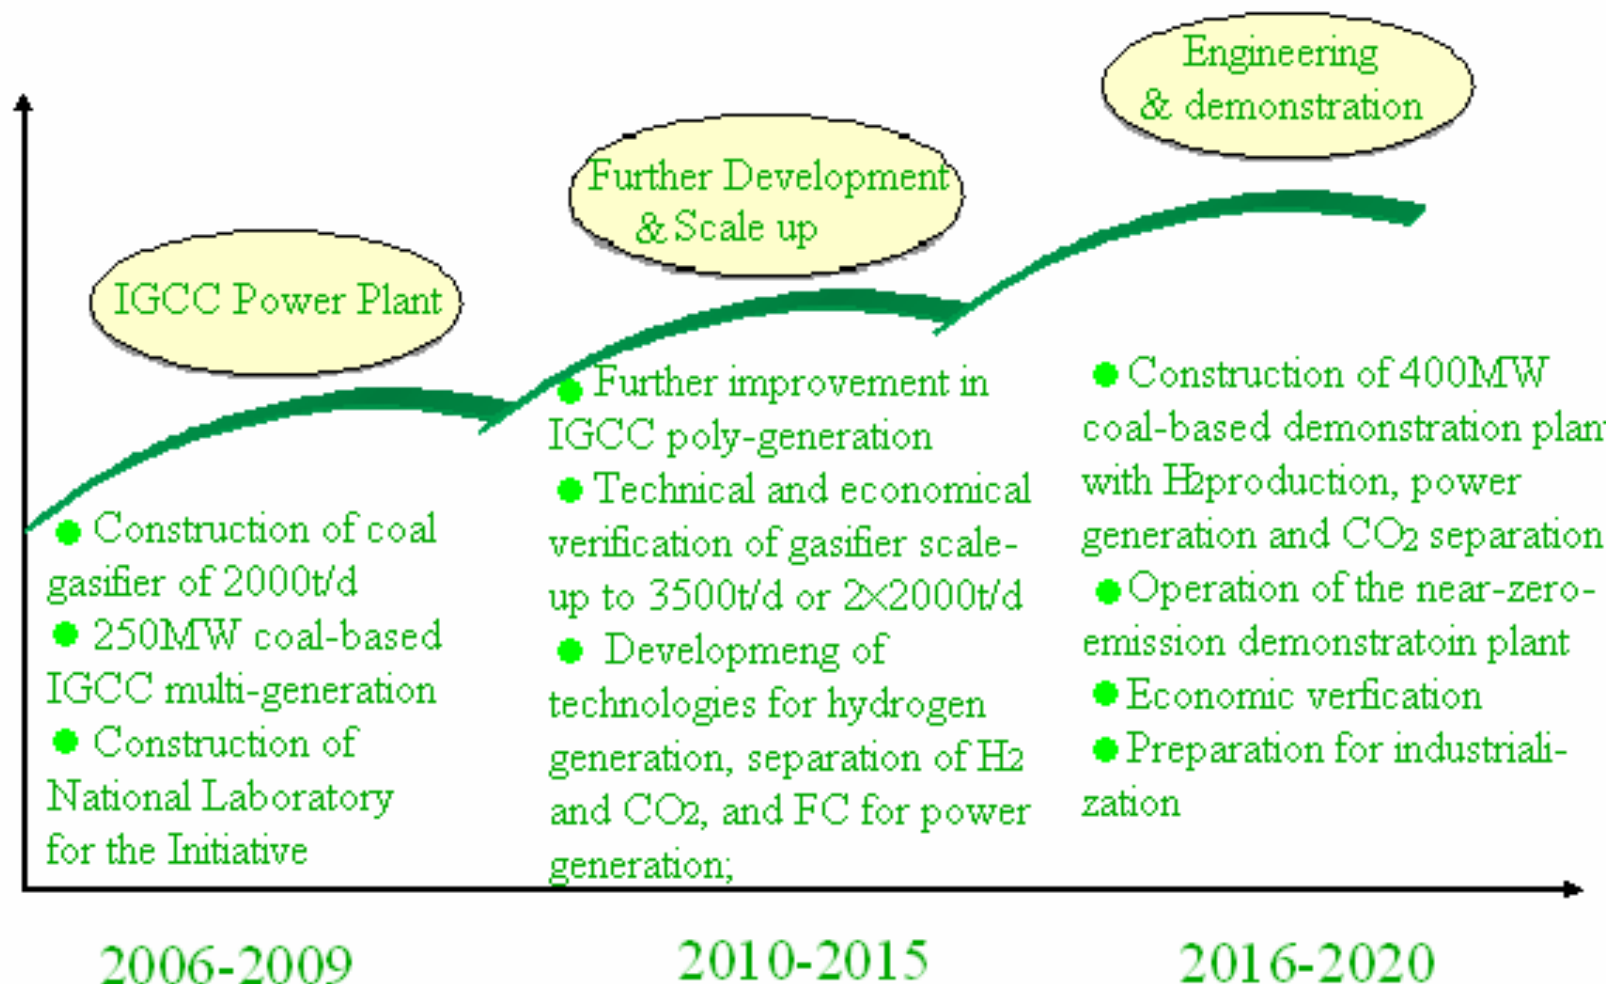 Engineering
& demonstration
Further Development
& Scale up
IGCC Power Plant
● Construction of coal
gasifier of 2000t/d
● 250MW coal-based
IGCC multi-generation
● Construction of
National Laboratory
for the Initiative
● Further improvement in
IGCC poly-generation
● Technical and economical
verification of gasifier scale-
up to 3500t/d or 2×2000t/d
● Developmeng of
technologies for hydrogen
generation, separation of H2
and CO2, and FC for power
generation;
● Construction of 400MW
coal-based demonstration plant
with H2production, power
generation and CO2 separation
● Operation of the near-zero-
emission demonstratoin plant
● Economic verfication
● Preparation for industriali-
zation
2006-2009
2010-2015
2016-2020